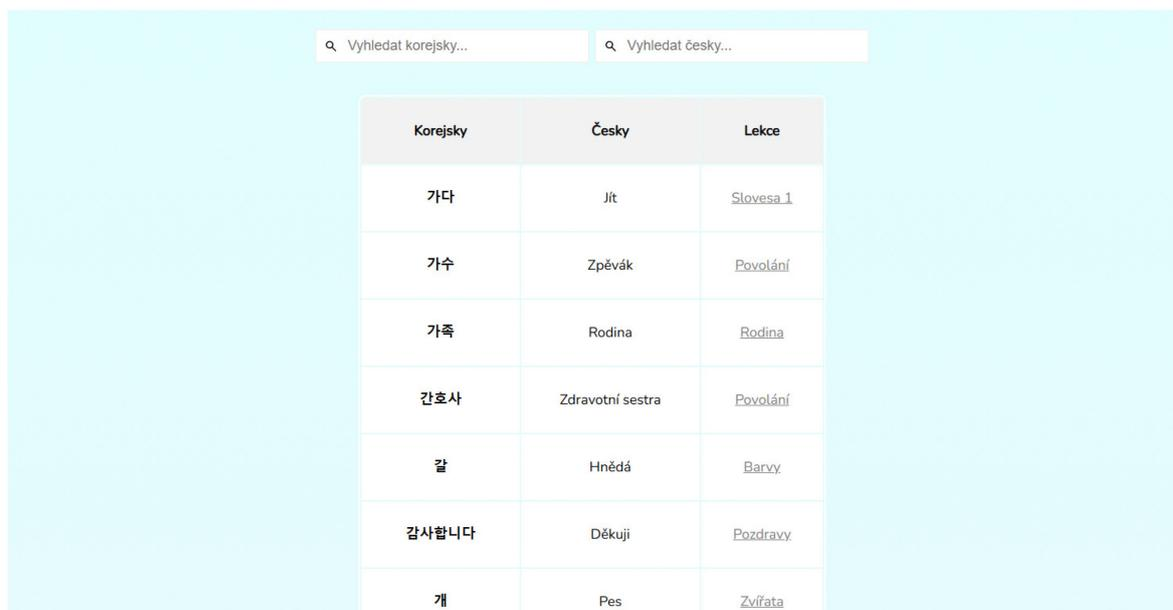 Vyhledat korejsky... Vyhledat česky...
Korejsky Česky Lekce
가다 Jít Slovesa 1
가수 Zpěvák Povolání
가족 Rodina Rodina
간호사 Zdravotní sestra Povolání
갈 Hnědá Barvy
감사합니다 Děkuji Pozdravy
개 Pes Zvířata